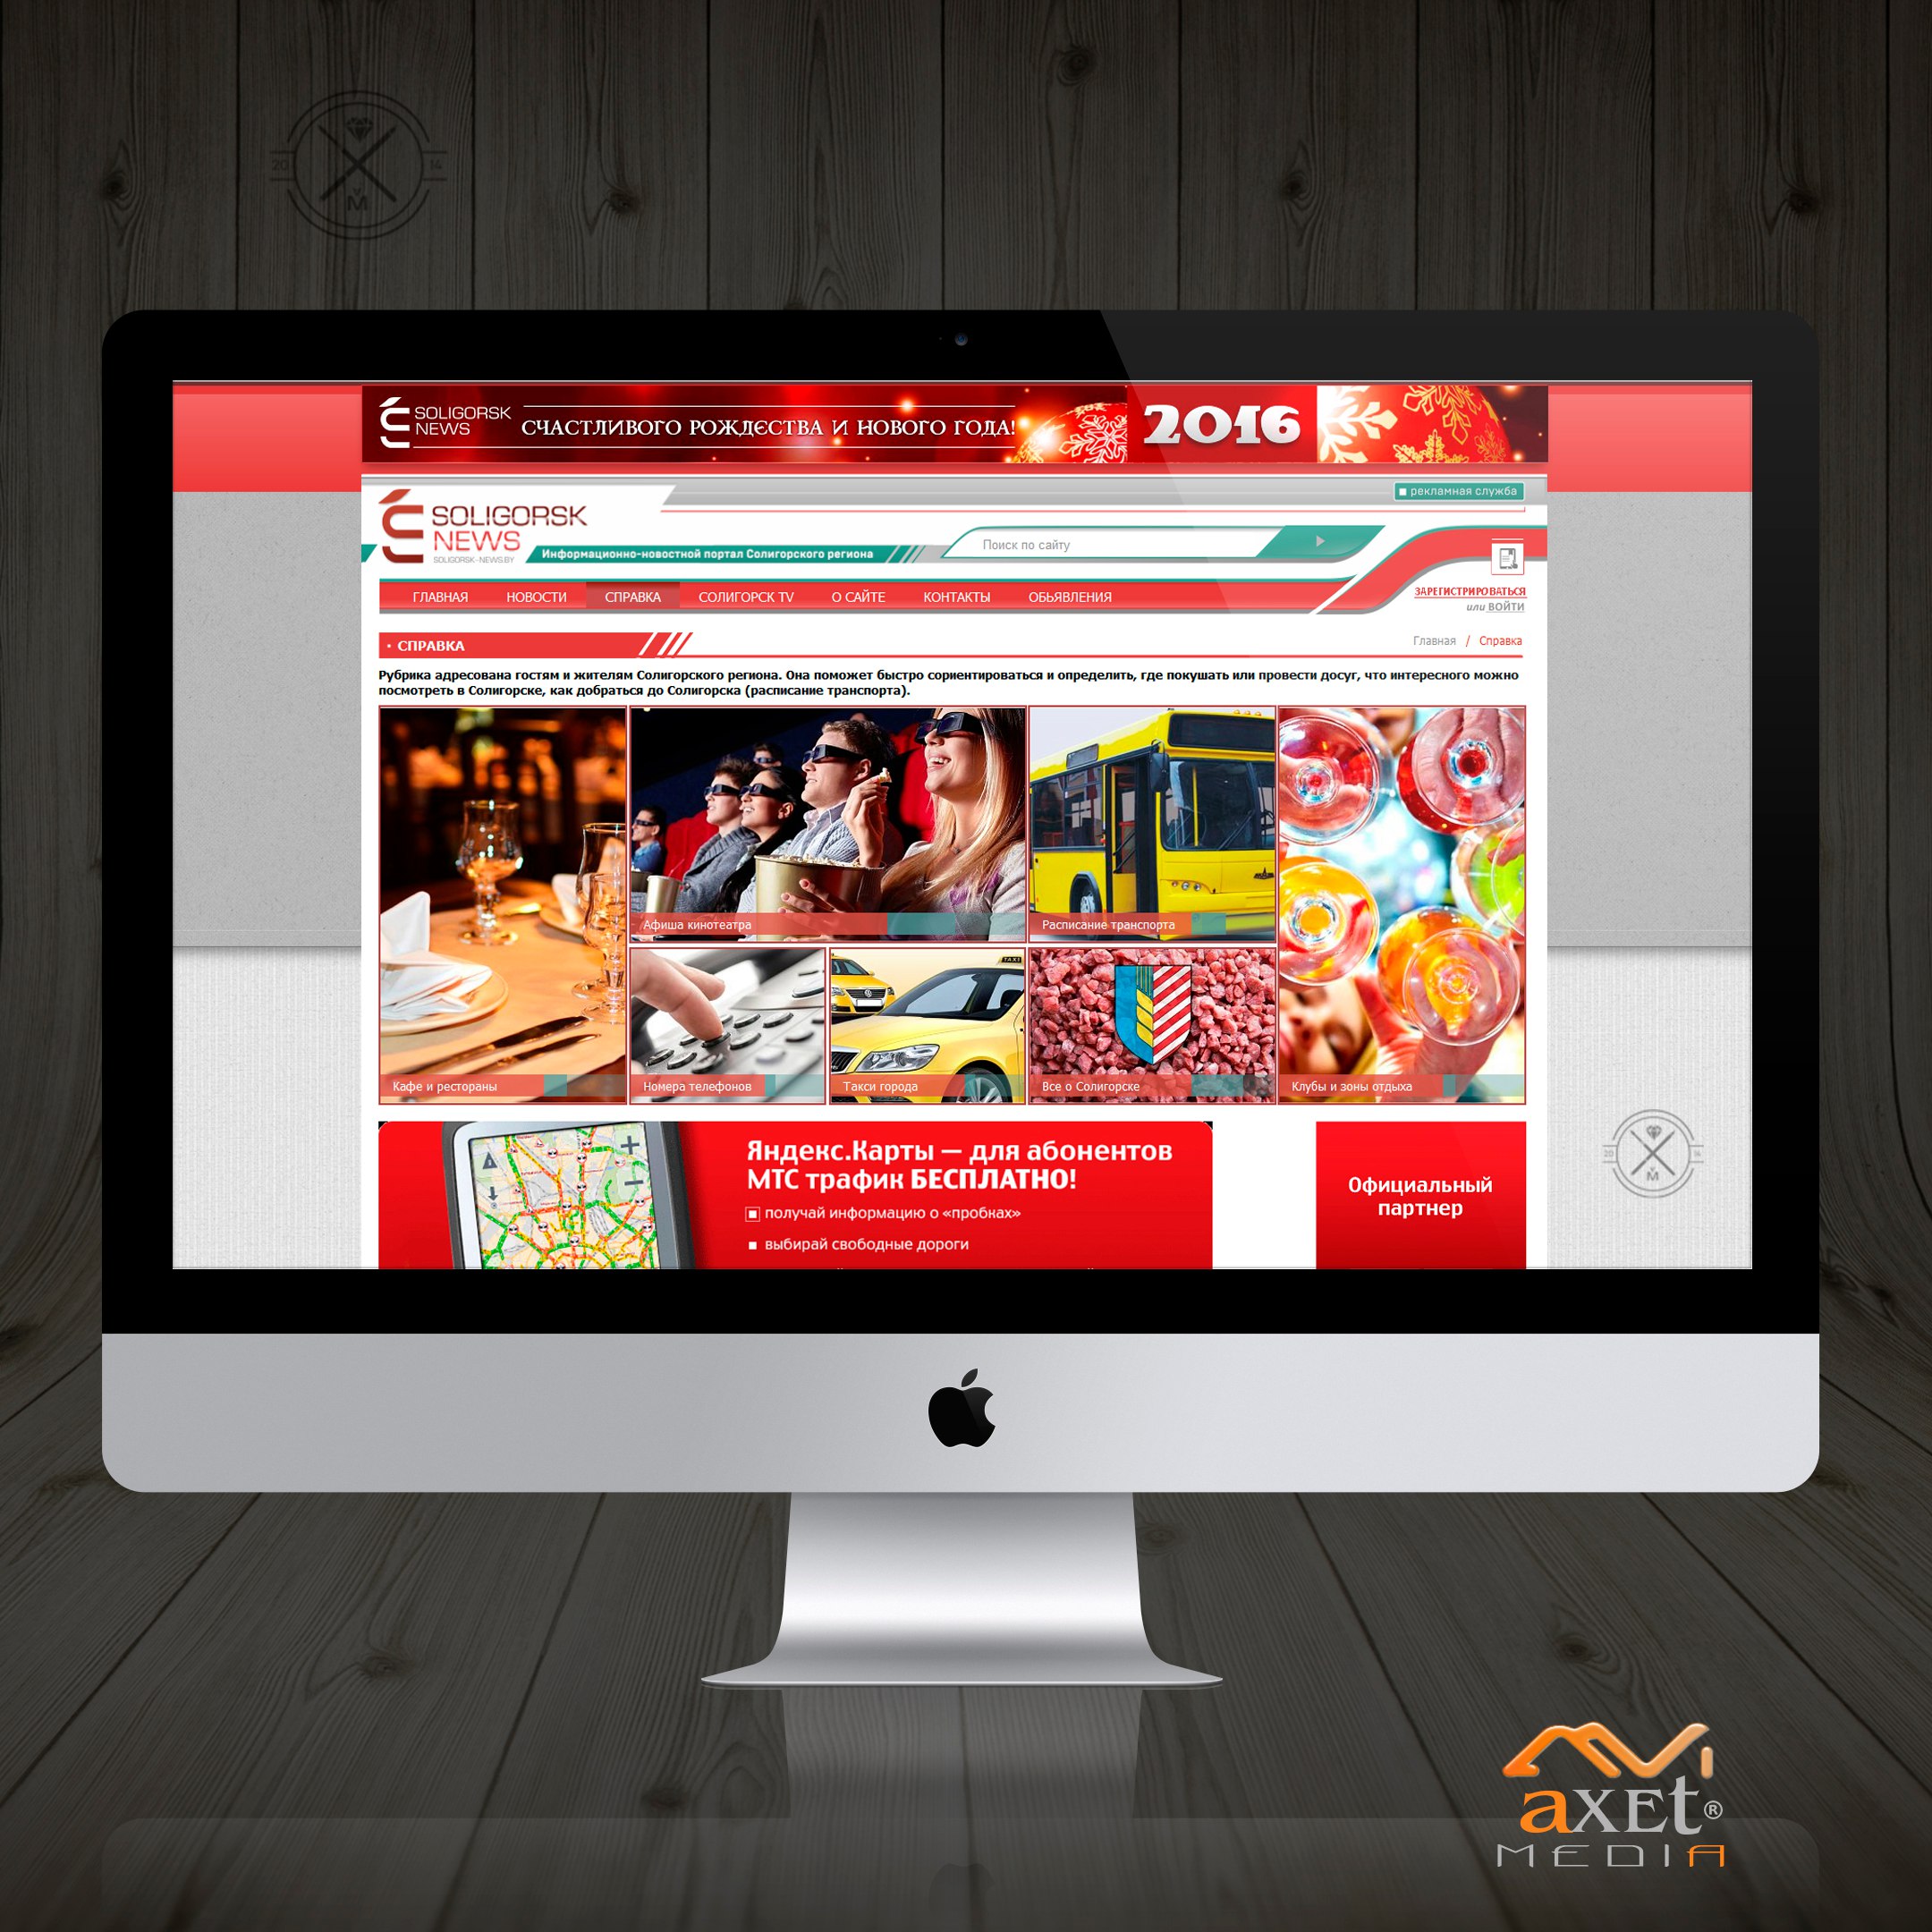 20 14
V
M
SOLIGORSK
NEWS
СЧАСТЛИВОГО РОЖДЕСТВА И НОВОГО ГОДА!
2016
рекламная служба
SOLIGORSK
NEWS
SOLIGORSK-NEWS.BY
Информационно-новостной портал Солигорского региона
Поиск по сайту
ЗАРЕГИСТРИРОВАТЬСЯ
или ВОЙТИ
ГЛАВНАЯ НОВОСТИ СПРАВКА СОЛИГОРСК TV О САЙТЕ КОНТАКТЫ ОБЬЯВЛЕНИЯ
СПРАВКА
Главная / Справка
Рубрика адресована гостям и жителям Солигорского региона. Она поможет быстро сориентироваться и определить, где покушать или провести досуг, что интересного можно
посмотреть в Солигорске, как добраться до Солигорска (расписание транспорта).
Афиша кинотеатра
Расписание транспорта
TAXI
Кафе и рестораны
Номера телефонов
Такси города
Все о Солигорске
Клубы и зоны отдыха
Яндекс.Карты — для абонентов
МТС трафик БЕСПЛАТНО!
получай информацию о «пробках»
выбирай свободные дороги
Официальный
партнер
20 14
V
M
axet®
MEDIA